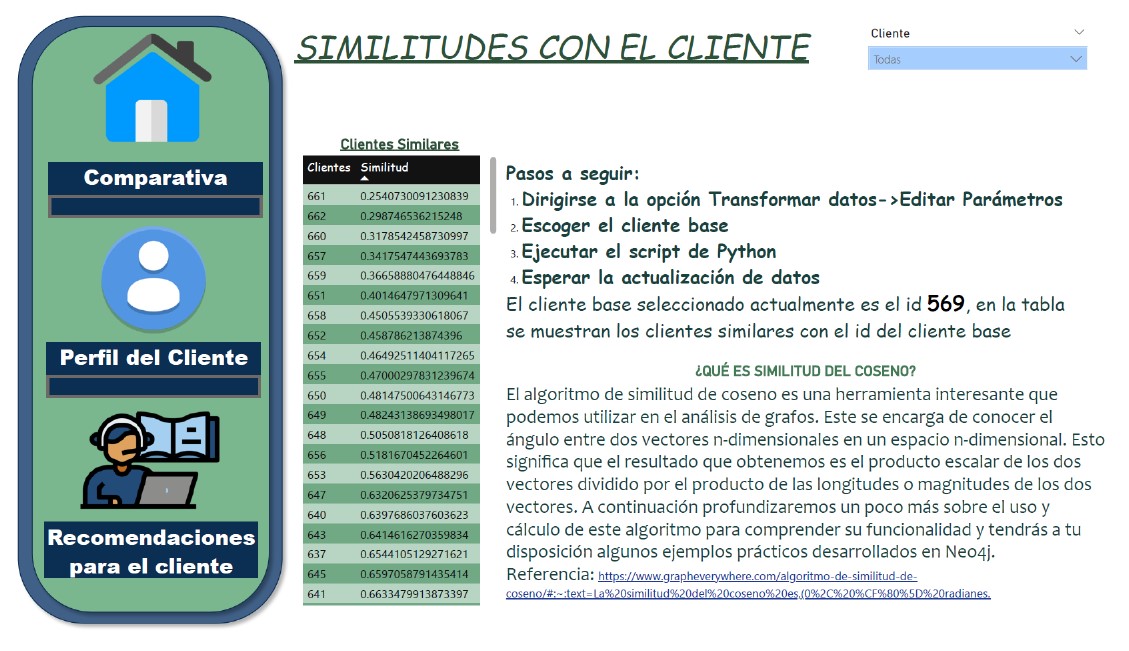 SIMILITUDES CON EL CLIENTE
Cliente
Todas
Comparativa
Perfil del Cliente
Recomendaciones
para el cliente
Clientes Similares
Clientes Similitud
661 0.2540730091230839
662 0.298746536215248
660 0.3178542458730997
657 0.3417547443693783
659 0.36658880476448846
651 0.4014647971309641
658 0.4505539330618067
652 0.458786213874396
654 0.46492511404117265
655 0.47000297831239674
650 0.48147500643146773
649 0.48243138693498017
648 0.5050818126408618
656 0.5181670452264601
653 0.5630420206488296
647 0.6320625379734751
640 0.6397686037603623
643 0.6414616270359834
637 0.6544105129271621
645 0.6597058791435414
641 0.6633479913873397
Pasos a seguir:
1. Dirigirse a la opción Transformar datos->Editar Parámetros
2. Escoger el cliente base
3. Ejecutar el script de Python
4. Esperar la actualización de datos
El cliente base seleccionado actualmente es el id 569, en la tabla
se muestran los clientes similares con el id del cliente base
¿QUÉ ES SIMILITUD DEL COSENO?
El algoritmo de similitud de coseno es una herramienta interesante que
podemos utilizar en el análisis de grafos. Este se encarga de conocer el
ángulo entre dos vectores n-dimensionales en un espacio n-dimensional. Esto
significa que el resultado que obtenemos es el producto escalar de los dos
vectores dividido por el producto de las longitudes o magnitudes de los dos
vectores. A continuación profundizaremos un poco más sobre el uso y
cálculo de este algoritmo para comprender su funcionalidad y tendrás a tu
disposición algunos ejemplos prácticos desarrollados en Neo4j.
Referencia: https://www.grapheverywhere.com/algoritmo-de-similitud-de-
coseno/#:~:text=La%20similitud%20del%20coseno%20es,(0%2C%20%CF%80%5D%20radianes.